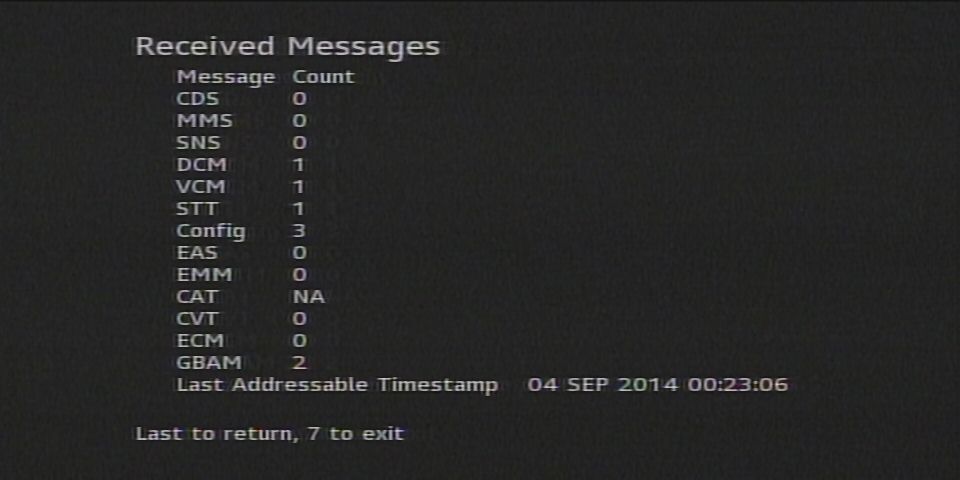 Received Messages
Message Count
CDS 0
MMS 0
SNS 0
DCM 1
VCM 1
STT 1
Config 3
EAS 0
EMM 0
CAT NA
CVT 0
ECM 0
GBAM 2
Last Addressable Timestamp 04 SEP 2014 00:23:06
Last to return, 7 to exit